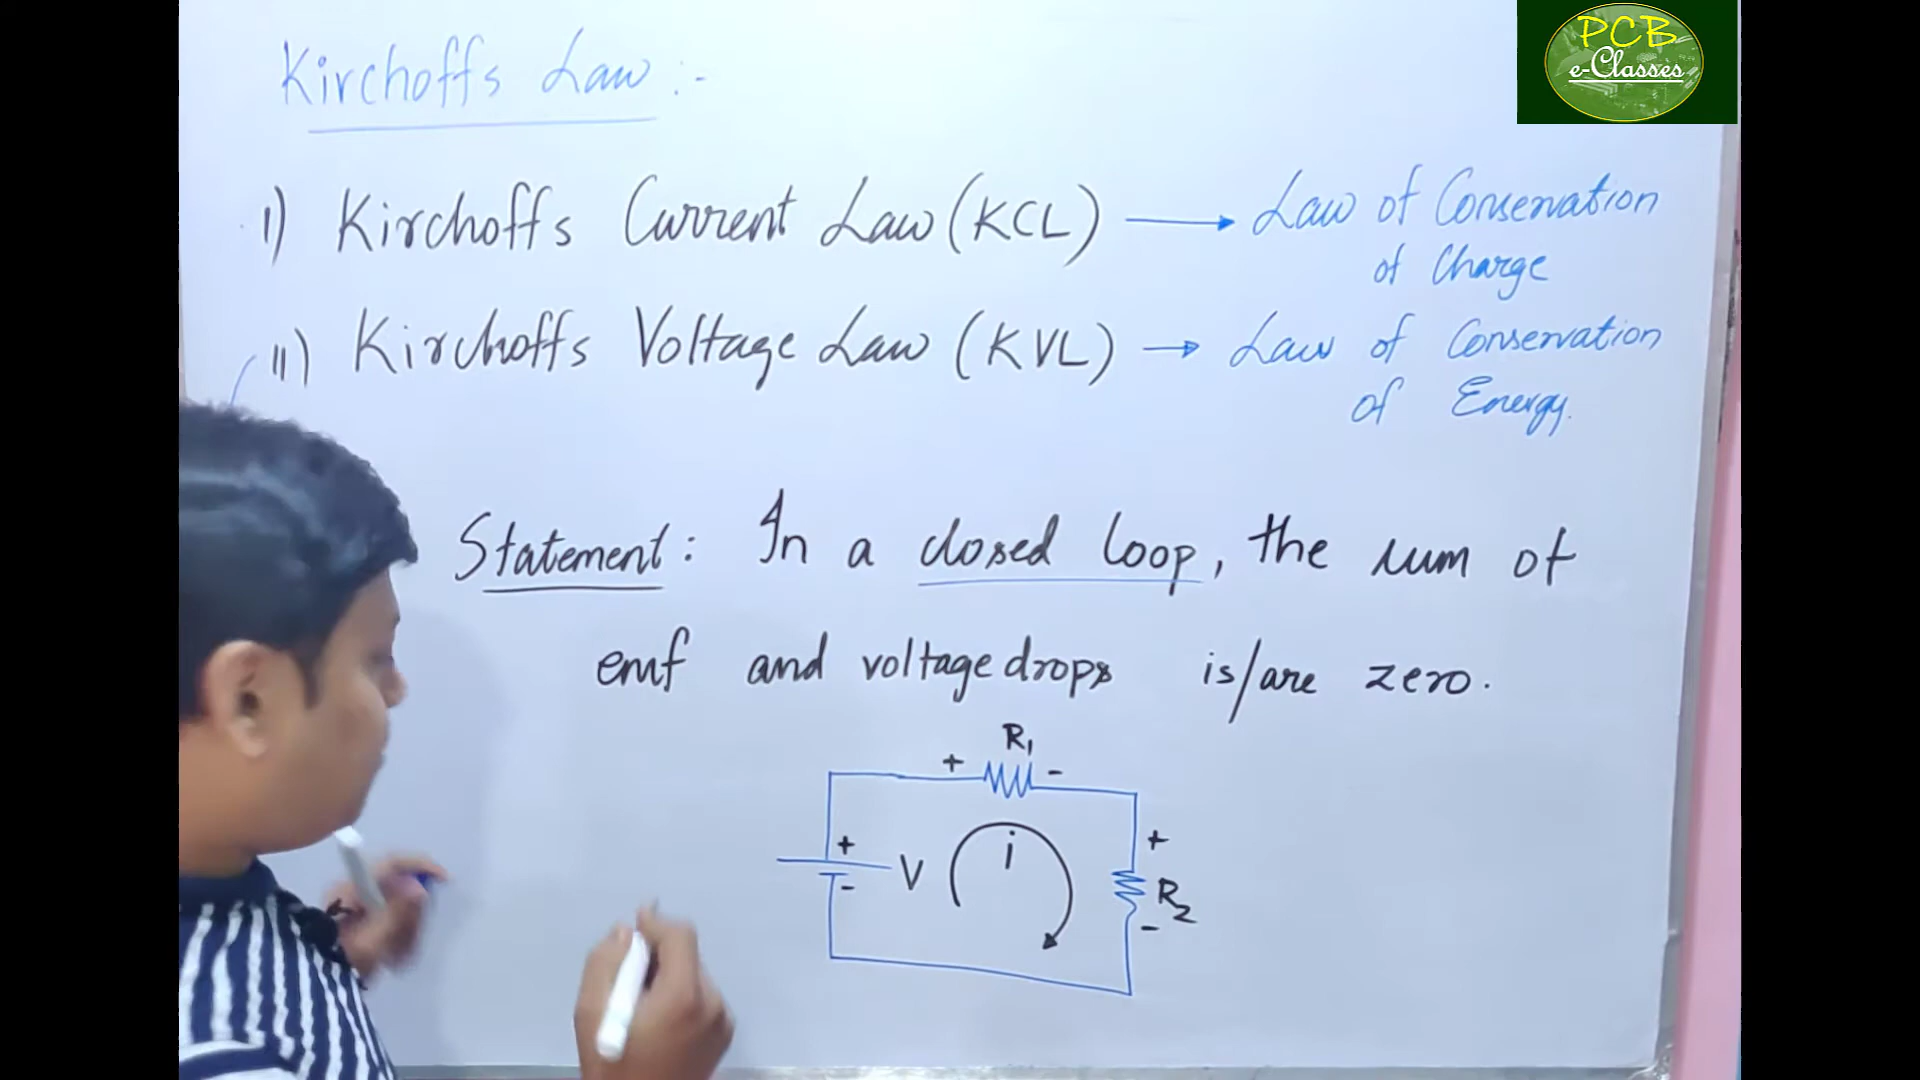 PCB
e-Classes
Kirchoffs Law :-
I) Kirchoffs Current Law (KCL) → Law of Conservation
of Charge
II) Kirchoffs Voltage Law (KVL) → Law of Conservation
of Energy.
Statement: In a closed loop, the sum of
emf and voltage drops is/are zero.
R1
+ -
+ V i +
- R2
-